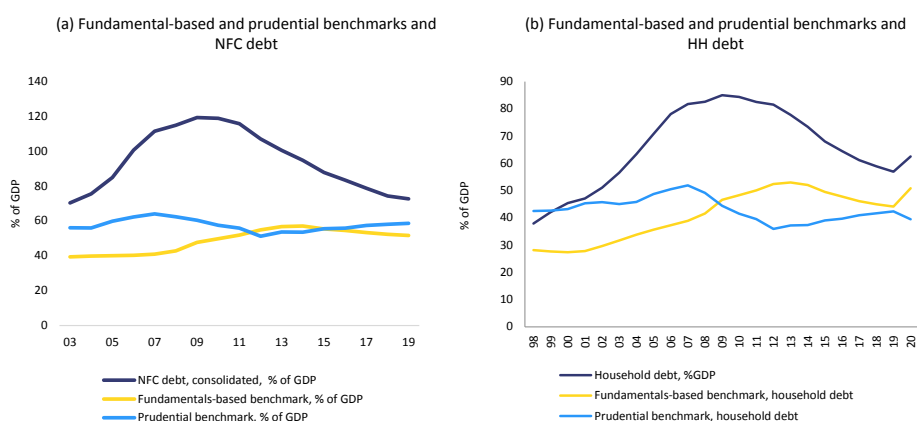 (a) Fundamental-based and prudential benchmarks and
NFC debt
% of GDP
140
120
100
80
60
40
20
0
03 05 07 09 11 13 15 17 19
NFC debt, consolidated, % of GDP
Fundamentals-based benchmark, % of GDP
Prudential benchmark, % of GDP
(b) Fundamental-based and prudential benchmarks and
HH debt
% of GDP
90
80
70
60
50
40
30
20
10
0
98 99 00 01 02 03 04 05 06 07 08 09 10 11 12 13 14 15 16 17 18 19 20
Household debt, %GDP
Fundamentals-based benchmark, household debt
Prudential benchmark, household debt